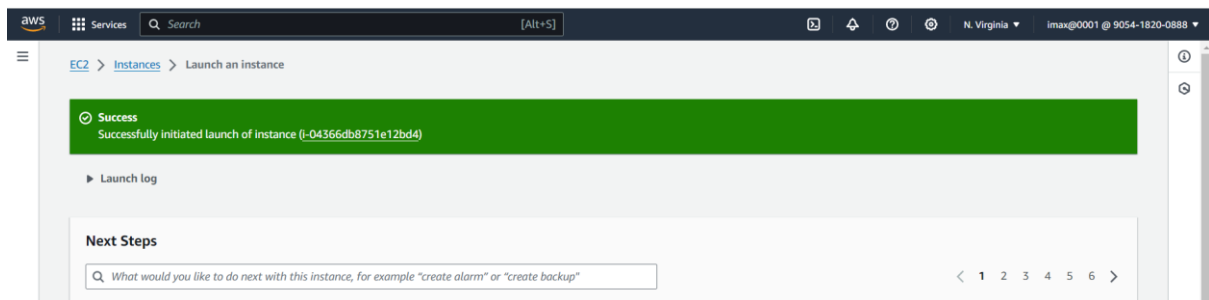 aws Services Search [Alt+S] N. Virginia imax@0001 @ 9054-1820-0888
EC2 > Instances > Launch an instance
Success
Successfully initiated launch of instance (i-04366db8751e12bd4)
Launch log
Next Steps
What would you like to do next with this instance, for example "create alarm" or "create backup"
< 1 2 3 4 5 6 >